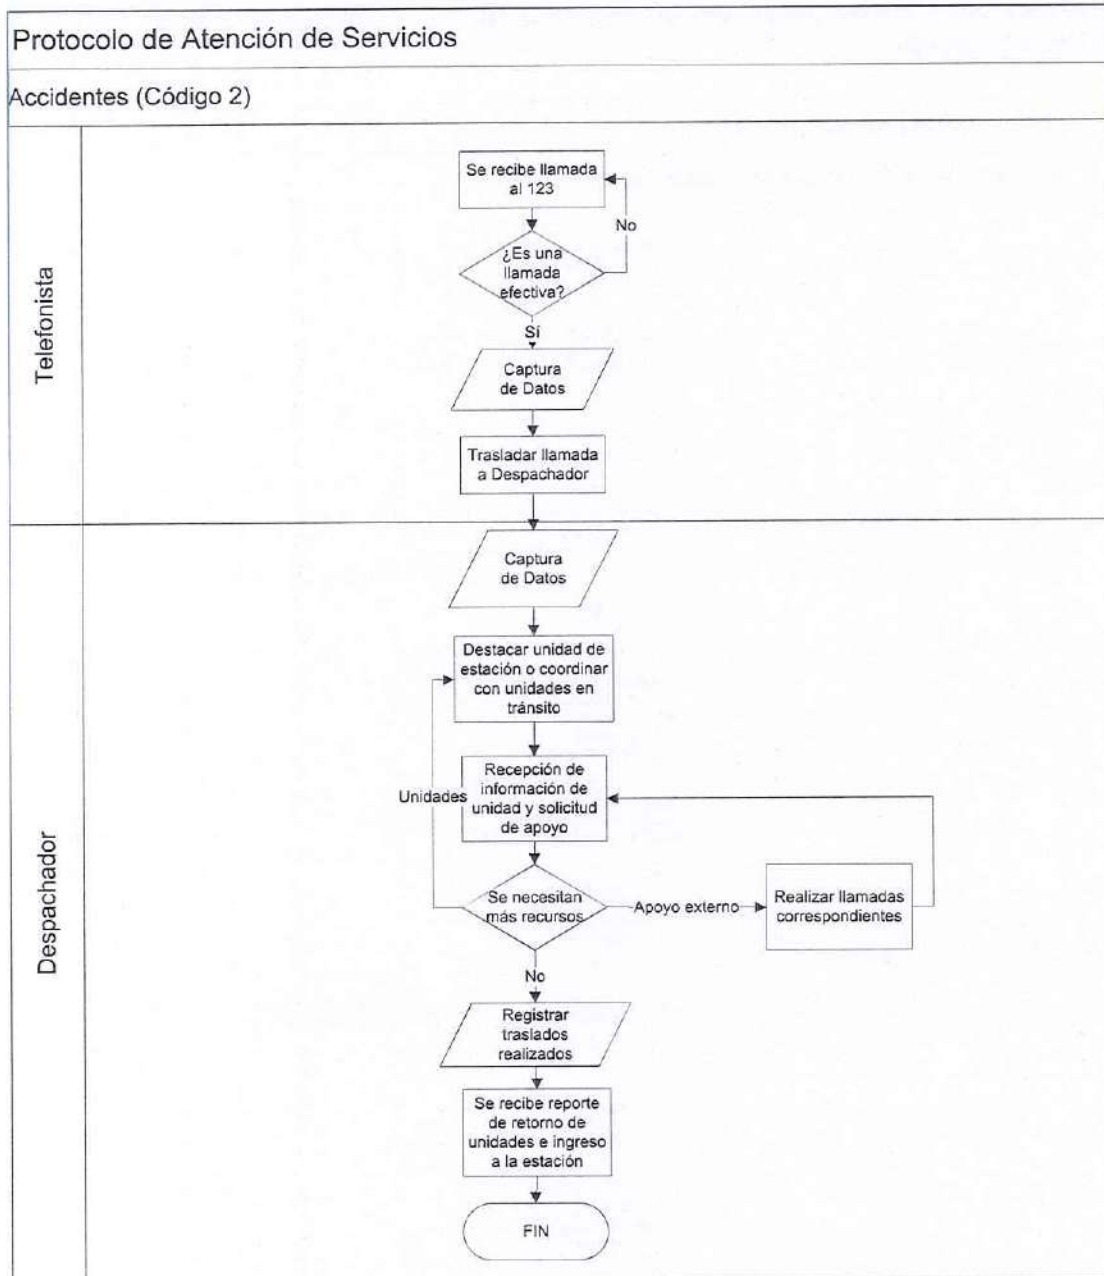 Protocolo de Atención de Servicios
Accidentes (Código 2)
Telefonista
Se recibe llamada
al 123
No
¿Es una
llamada
efectiva?
Sí
Captura
de Datos
Trasladar llamada
a Despachador
Despachador
Captura
de Datos
Destacar unidad de
estación o coordinar
con unidades en
tránsito
Unidades
Recepción de
información de
unidad y solicitud
de apoyo
Se necesitan
más recursos
Apoyo externo
Realizar llamadas
correspondientes
No
Registrar
traslados
realizados
Se recibe reporte
de retorno de
unidades e ingreso
a la estación
FIN